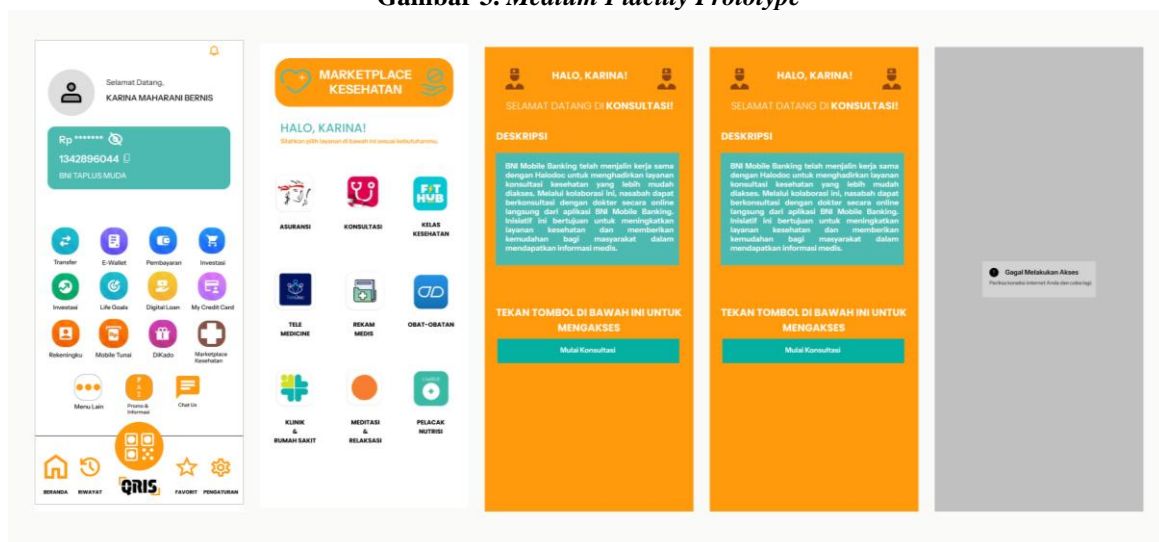 Gambar 3. Medium Fidelity Prototype
Selamat Datang,
KARINA MAHARANI BERNIS
Rp *******
1342896044
BNI TAPLUS MUDA
Transfer
E-Wallet
Pembayaran
Investasi
Investasi
Life Goals
Digital Loan
My Credit Card
Rekeningku
Mobile Tunai
DiKado
Marketplace
Kesehatan
Menu Lain
Promo &
Informasi
Chat Us
BERANDA
RIWAYAT
QRIS
FAVORIT
PENGATURAN
MARKETPLACE
KESEHATAN
HALO, KARINA!
Silahkan pilih layanan di bawah ini sesuai kebutuhanmu.
ASURANSI
KONSULTASI
FIT
HUB
KELAS
KESEHATAN
TELE
MEDICINE
REKAM
MEDIS
OBAT-OBATAN
KLINIK
&
RUMAH SAKIT
MEDITASI
&
RELAKSASI
PELACAK
NUTRISI
HALO, KARINA!
SELAMAT DATANG DI KONSULTASI!
DESKRIPSI
BNI Mobile Banking telah menjalin kerja sama
dengan Halodoc untuk menghadirkan layanan
konsultasi kesehatan yang lebih mudah
diakses. Melalui kolaborasi ini, nasabah dapat
berkonsultasi dengan dokter secara online
langsung dari aplikasi BNI Mobile Banking.
Inisiatif ini bertujuan untuk meningkatkan
layanan kesehatan dan memberikan
kemudahan bagi masyarakat dalam
mendapatkan informasi medis.
TEKAN TOMBOL DI BAWAH INI UNTUK
MENGAKSES
Mulai Konsultasi
HALO, KARINA!
SELAMAT DATANG DI KONSULTASI!
DESKRIPSI
BNI Mobile Banking telah menjalin kerja sama
dengan Halodoc untuk menghadirkan layanan
konsultasi kesehatan yang lebih mudah
diakses. Melalui kolaborasi ini, nasabah dapat
berkonsultasi dengan dokter secara online
langsung dari aplikasi BNI Mobile Banking.
Inisiatif ini bertujuan untuk meningkatkan
layanan kesehatan dan memberikan
kemudahan bagi masyarakat dalam
mendapatkan informasi medis.
TEKAN TOMBOL DI BAWAH INI UNTUK
MENGAKSES
Mulai Konsultasi
Gagal Melakukan Akses
Periksa koneksi internet Anda dan coba lagi.